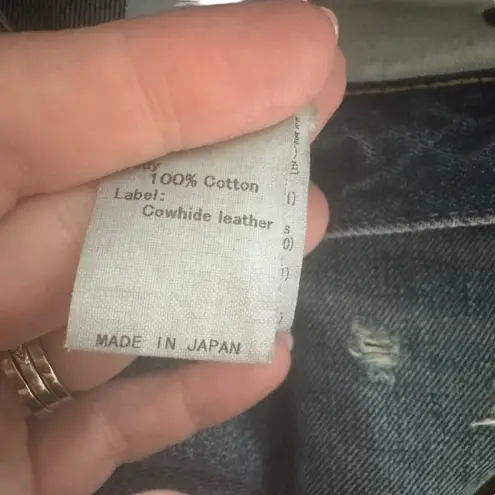 100% Cotton
Label:
Cowhide leather
MADE IN JAPAN